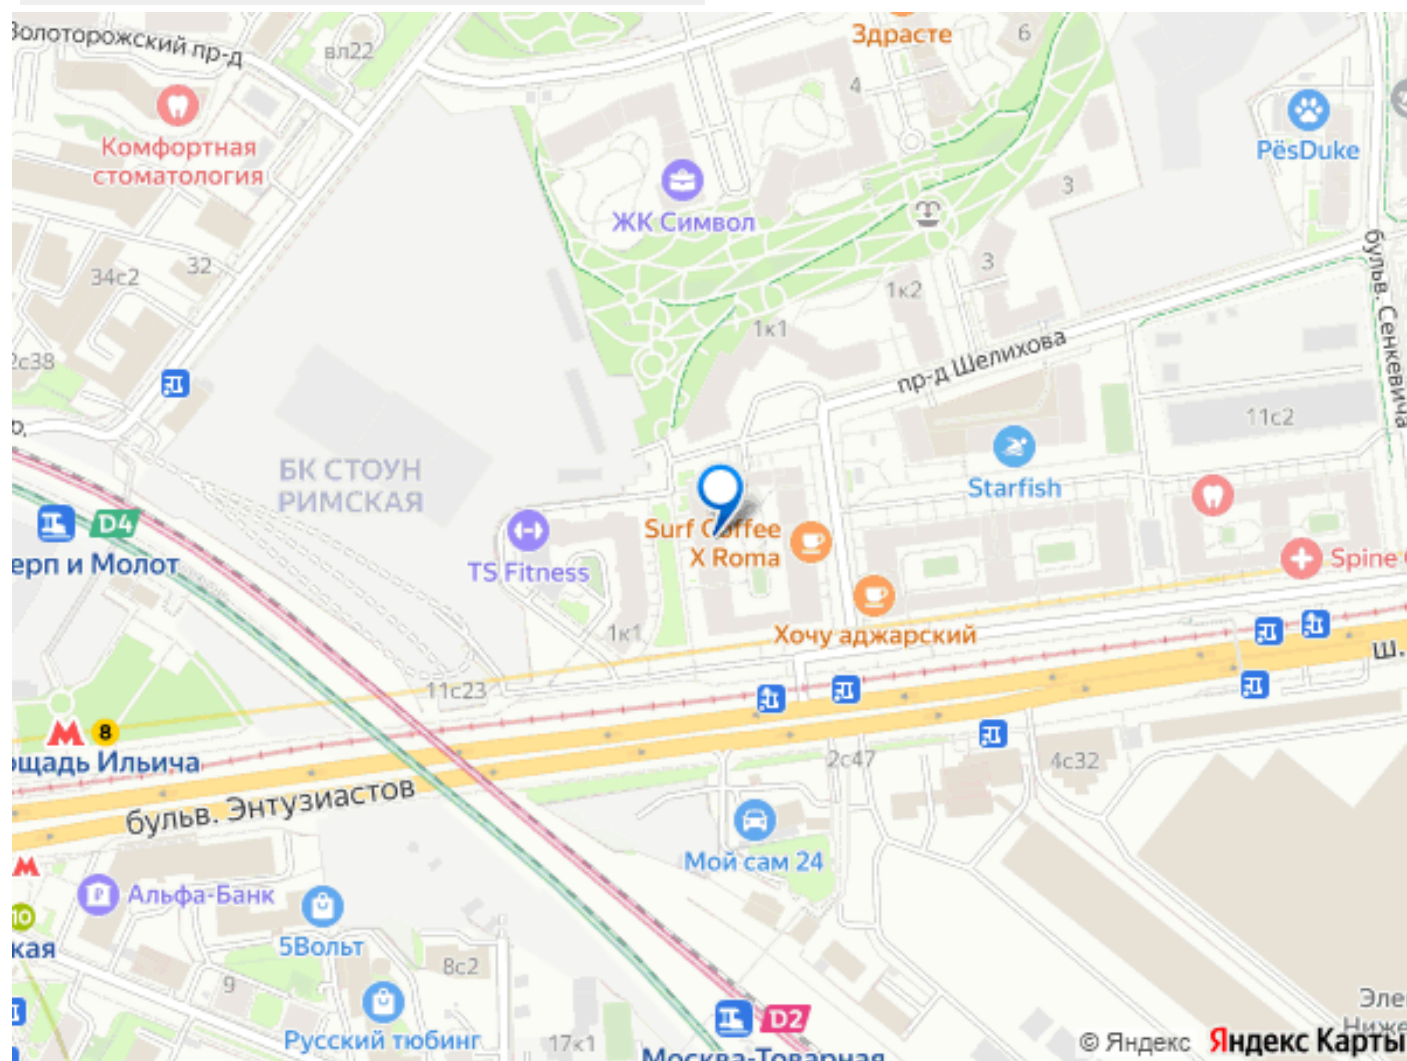 Золоторожский пр-д
вл22
Здрасте
6
4
Комфортная
стоматология
PësDuke
ЖК Символ
3
34с2
32
3
1к2
1к1
бульв. Сенкевича
2с38
пр-д Шелихова
11с2
БК СТОУН
РИМСКАЯ
Starfish
D4
Surf Coffee
X Roma
ерп и Молот
TS Fitness
Spine
1к1
Хочу аджарский
ш.
11с23
8
ощадь Ильича
2с47
4с32
бульв. Энтузиастов
Мой сам 24
Альфа-Банк
10
кая
5Вольт
8с2
9
Эле
Ниже
D2
17к1
Русский тюбинг
Москва-Товарная
© Яндекс Яндекс Карты